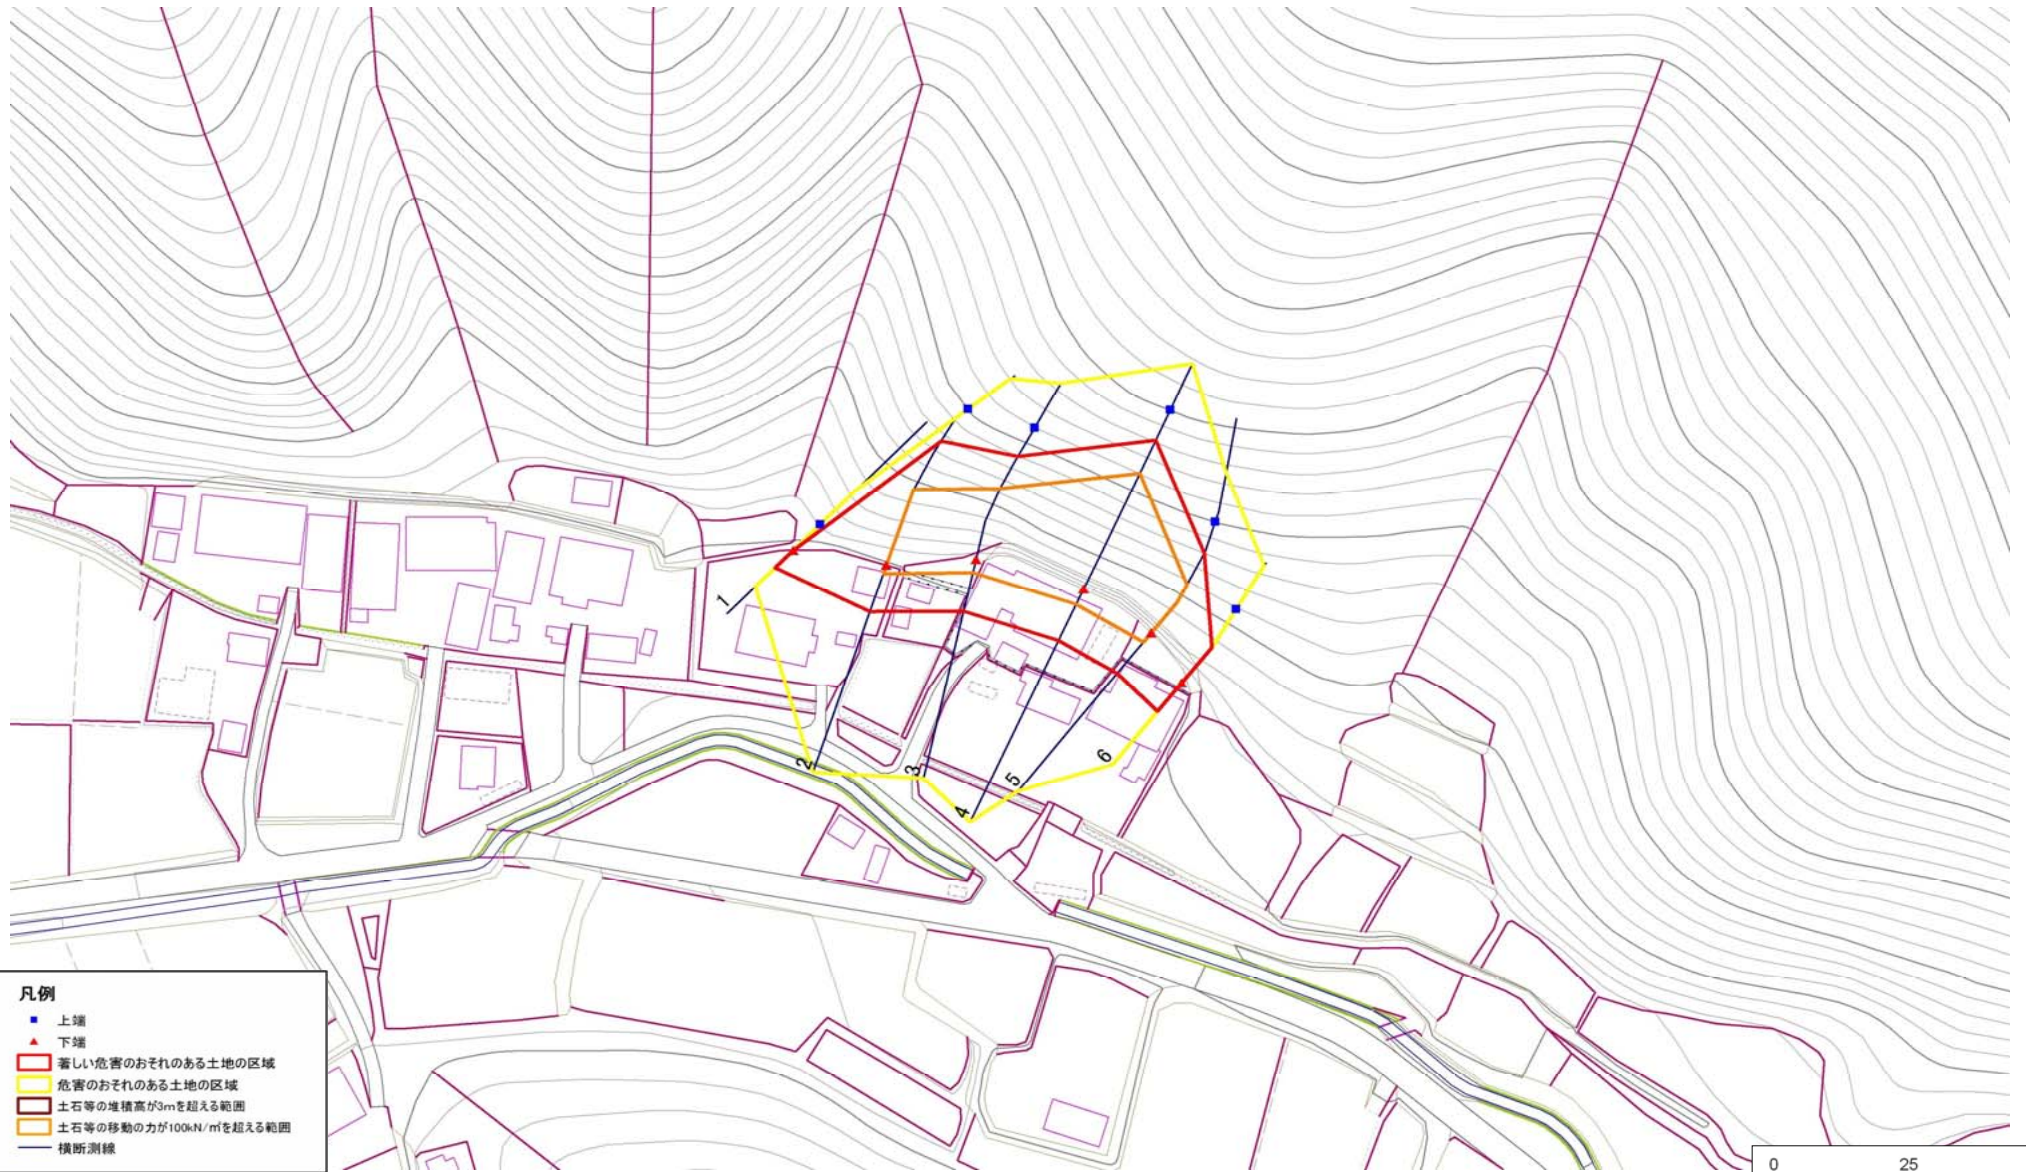 1
2
3
4
5
6
凡例
上端
下端
著しい危害のおそれのある土地の区域
危害のおそれのある土地の区域
土石等の堆積高が3mを超える範囲
土石等の移動の力が100kN/㎡を超える範囲
横断測線
0 25